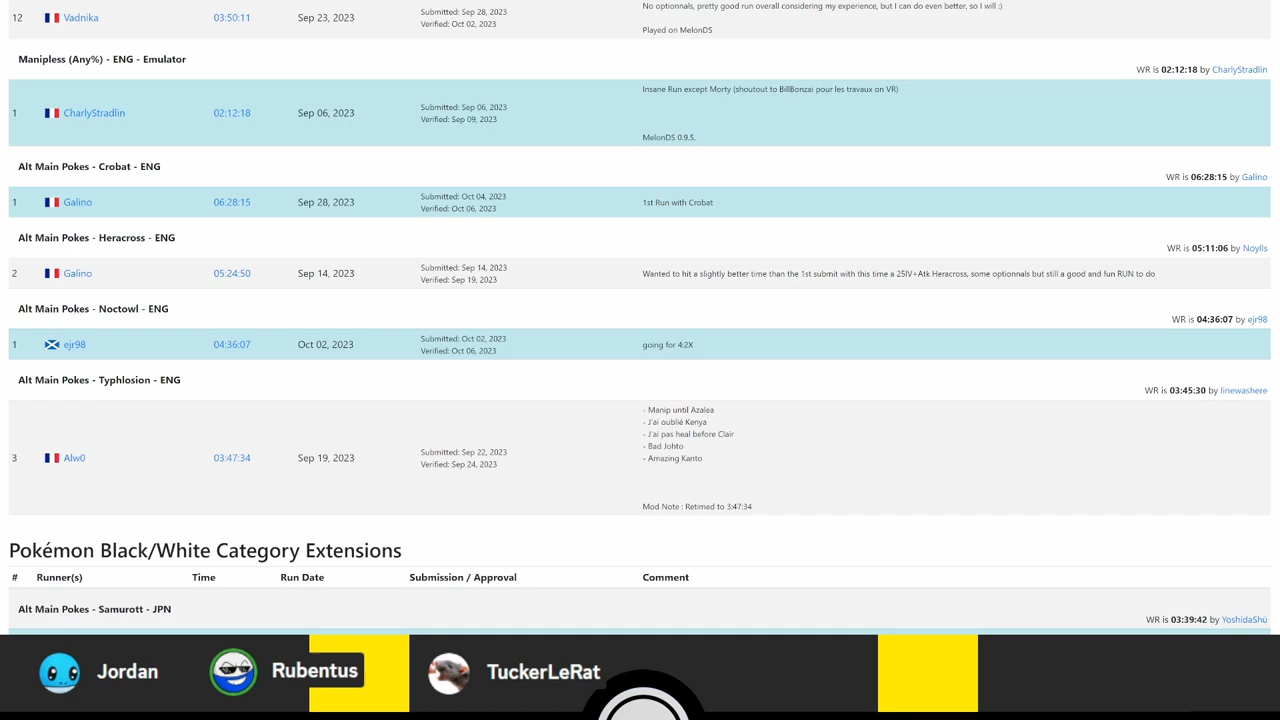 12 Vadnika 03:50:11 Sep 23, 2023 Submitted: Sep 28, 2023 No optionnals, pretty good run overall considering my experience, but I can do even better, so I will :)
Verified: Oct 02, 2023
Played on MelonDS
Manipless (Any%) - ENG - Emulator
WR is 02:12:18 by CharlyStradlin
Insane Run except Morty (shoutout to BillBonzai pour les travaux on VR)
1 CharlyStradlin 02:12:18 Sep 06, 2023 Submitted: Sep 06, 2023
Verified: Sep 09, 2023
MelonDS 0.9.5.
Alt Main Pokes - Crobat - ENG
WR is 06:28:15 by Galino
1 Galino 06:28:15 Sep 28, 2023 Submitted: Oct 04, 2023 1st Run with Crobat
Verified: Oct 06, 2023
Alt Main Pokes - Heracross - ENG
WR is 05:11:06 by Noylls
2 Galino 05:24:50 Sep 14, 2023 Submitted: Sep 14, 2023 Wanted to hit a slightly better time than the 1st submit with this time a 25IV+Atk Heracross, some optionnals but still a good and fun RUN to do
Verified: Sep 19, 2023
Alt Main Pokes - Noctowl - ENG
WR is 04:36:07 by ejr98
1 ejr98 04:36:07 Oct 02, 2023 Submitted: Oct 02, 2023 going for 4:2X
Verified: Oct 06, 2023
Alt Main Pokes - Typhlosion - ENG
WR is 03:45:30 by linewashere
- Manip until Azalea
- J'ai oublié Kenya
- J'ai pas heal before Clair
- Bad Johto
3 Alw0 03:47:34 Sep 19, 2023 Submitted: Sep 22, 2023 - Amazing Kanto
Verified: Sep 24, 2023
Mod Note : Retimed to 3:47:34
Pokémon Black/White Category Extensions
# Runner(s) Time Run Date Submission / Approval Comment
Alt Main Pokes - Samurott - JPN
WR is 03:39:42 by YoshidaShū
Jordan Rubentus TuckerLeRat